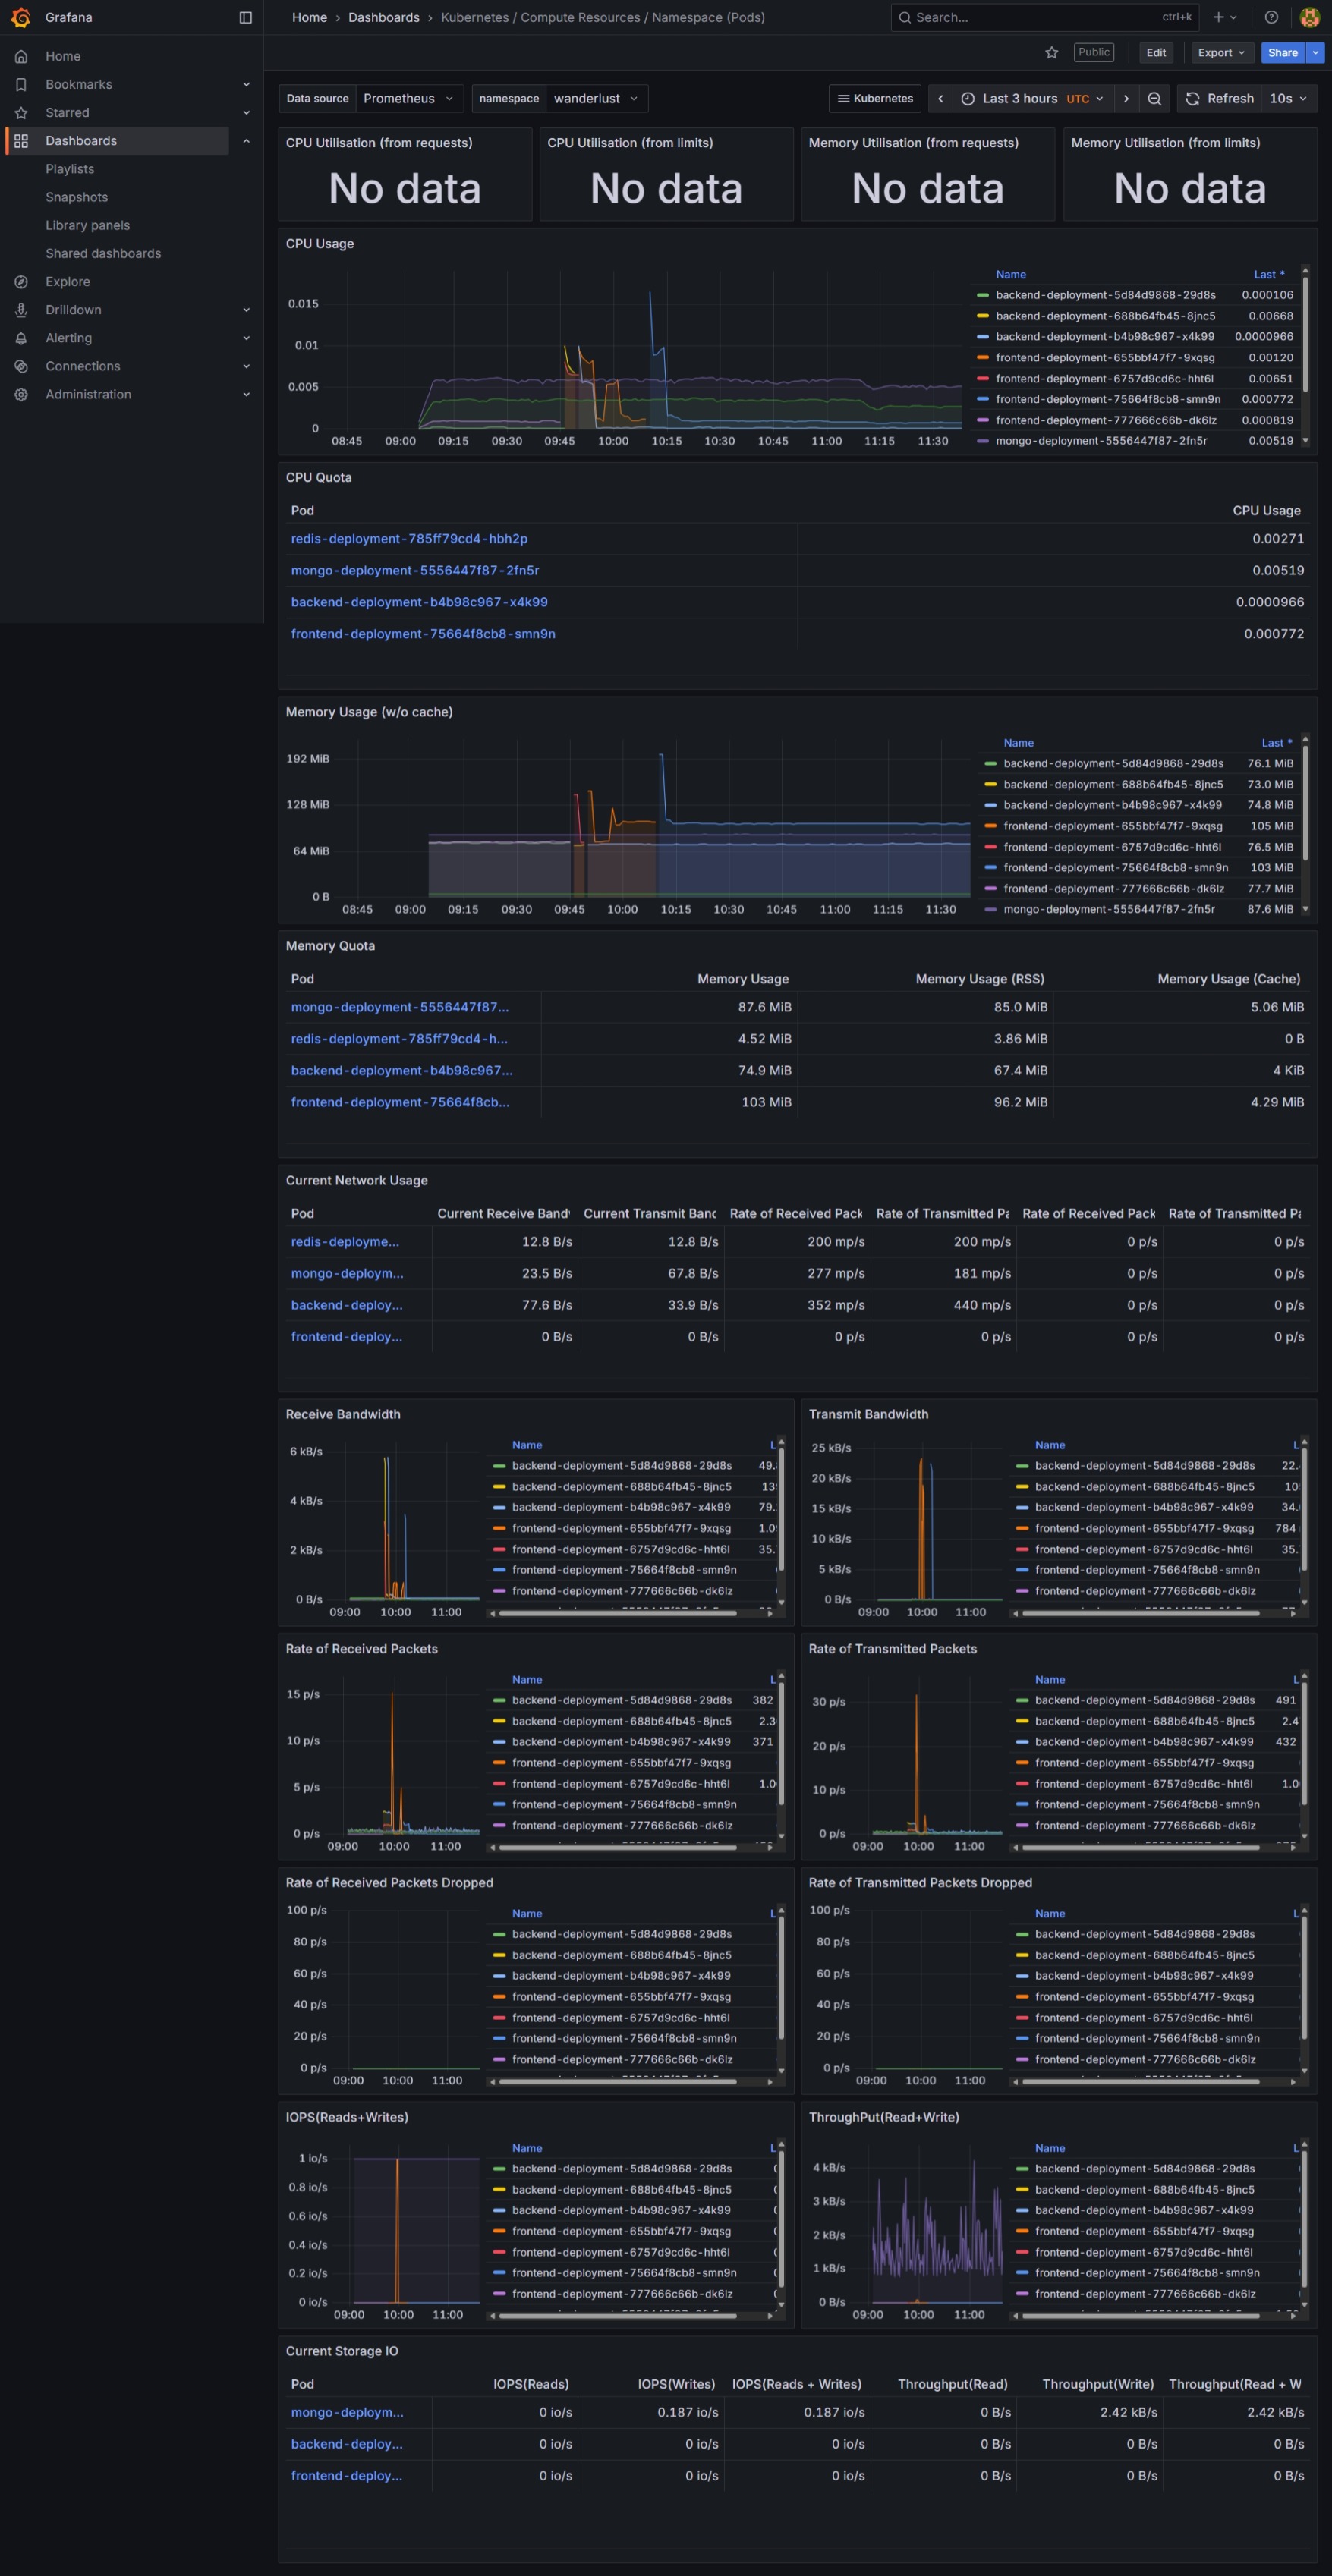 Grafana
Home › Dashboards › Kubernetes / Compute Resources / Namespace (Pods)
Search... ctrl+k
Public Edit Export Share
Home
Bookmarks
Starred
Dashboards
Playlists
Snapshots
Library panels
Shared dashboards
Explore
Drilldown
Alerting
Connections
Administration
Data source Prometheus namespace wanderlust Kubernetes Last 3 hours UTC Refresh 10s
CPU Utilisation (from requests) CPU Utilisation (from limits) Memory Utilisation (from requests) Memory Utilisation (from limits)
No data No data No data No data
CPU Usage
0.015
0.01
0.005
0
08:45 09:00 09:15 09:30 09:45 10:00 10:15 10:30 10:45 11:00 11:15 11:30
Name Last *
backend-deployment-5d84d9868-29d8s 0.000106
backend-deployment-688b64fb45-8jnc5 0.00668
backend-deployment-b4b98c967-x4k99 0.0000966
frontend-deployment-655bbf47f7-9xqsg 0.00120
frontend-deployment-6757d9cd6c-hht6l 0.00651
frontend-deployment-75664f8cb8-smn9n 0.000772
frontend-deployment-777666c66b-dk6lz 0.000819
mongo-deployment-5556447f87-2fn5r 0.00519
CPU Quota
Pod CPU Usage
redis-deployment-785ff79cd4-hbh2p 0.00271
mongo-deployment-5556447f87-2fn5r 0.00519
backend-deployment-b4b98c967-x4k99 0.0000966
frontend-deployment-75664f8cb8-smn9n 0.000772
Memory Usage (w/o cache)
192 MiB
128 MiB
64 MiB
0 B
08:45 09:00 09:15 09:30 09:45 10:00 10:15 10:30 10:45 11:00 11:15 11:30
Name Last *
backend-deployment-5d84d9868-29d8s 76.1 MiB
backend-deployment-688b64fb45-8jnc5 73.0 MiB
backend-deployment-b4b98c967-x4k99 74.8 MiB
frontend-deployment-655bbf47f7-9xqsg 105 MiB
frontend-deployment-6757d9cd6c-hht6l 76.5 MiB
frontend-deployment-75664f8cb8-smn9n 103 MiB
frontend-deployment-777666c66b-dk6lz 77.7 MiB
mongo-deployment-5556447f87-2fn5r 87.6 MiB
Memory Quota
Pod Memory Usage Memory Usage (RSS) Memory Usage (Cache)
mongo-deployment-5556447f87... 87.6 MiB 85.0 MiB 5.06 MiB
redis-deployment-785ff79cd4-h... 4.52 MiB 3.86 MiB 0 B
backend-deployment-b4b98c967... 74.9 MiB 67.4 MiB 4 KiB
frontend-deployment-75664f8cb... 103 MiB 96.2 MiB 4.29 MiB
Current Network Usage
Pod Current Receive Band Current Transmit Banc Rate of Received Pack Rate of Transmitted Pa Rate of Received Pack Rate of Transmitted Pa
redis-deployme... 12.8 B/s 12.8 B/s 200 mp/s 200 mp/s 0 p/s 0 p/s
mongo-deploym... 23.5 B/s 67.8 B/s 277 mp/s 181 mp/s 0 p/s 0 p/s
backend-deploy... 77.6 B/s 33.9 B/s 352 mp/s 440 mp/s 0 p/s 0 p/s
frontend-deploy... 0 B/s 0 B/s 0 p/s 0 p/s 0 p/s 0 p/s
Receive Bandwidth
6 kB/s
4 kB/s
2 kB/s
0 B/s
09:00 10:00 11:00
Name L
backend-deployment-5d84d9868-29d8s 49.
backend-deployment-688b64fb45-8jnc5 13
backend-deployment-b4b98c967-x4k99 79.
frontend-deployment-655bbf47f7-9xqsg 1.0
frontend-deployment-6757d9cd6c-hht6l 35.
frontend-deployment-75664f8cb8-smn9n
frontend-deployment-777666c66b-dk6lz
Transmit Bandwidth
25 kB/s
20 kB/s
15 kB/s
10 kB/s
5 kB/s
0 B/s
09:00 10:00 11:00
Name L
backend-deployment-5d84d9868-29d8s 22.
backend-deployment-688b64fb45-8jnc5 10
backend-deployment-b4b98c967-x4k99 34.
frontend-deployment-655bbf47f7-9xqsg 784
frontend-deployment-6757d9cd6c-hht6l 35.
frontend-deployment-75664f8cb8-smn9n
frontend-deployment-777666c66b-dk6lz
Rate of Received Packets
15 p/s
10 p/s
5 p/s
0 p/s
09:00 10:00 11:00
Name L
backend-deployment-5d84d9868-29d8s 382
backend-deployment-688b64fb45-8jnc5 2.3
backend-deployment-b4b98c967-x4k99 371
frontend-deployment-655bbf47f7-9xqsg
frontend-deployment-6757d9cd6c-hht6l 1.0
frontend-deployment-75664f8cb8-smn9n
frontend-deployment-777666c66b-dk6lz
Rate of Transmitted Packets
30 p/s
20 p/s
10 p/s
0 p/s
09:00 10:00 11:00
Name L
backend-deployment-5d84d9868-29d8s 491
backend-deployment-688b64fb45-8jnc5 2.4
backend-deployment-b4b98c967-x4k99 432
frontend-deployment-655bbf47f7-9xqsg
frontend-deployment-6757d9cd6c-hht6l 1.0
frontend-deployment-75664f8cb8-smn9n
frontend-deployment-777666c66b-dk6lz
Rate of Received Packets Dropped
100 p/s
80 p/s
60 p/s
40 p/s
20 p/s
0 p/s
09:00 10:00 11:00
Name L
backend-deployment-5d84d9868-29d8s
backend-deployment-688b64fb45-8jnc5
backend-deployment-b4b98c967-x4k99
frontend-deployment-655bbf47f7-9xqsg
frontend-deployment-6757d9cd6c-hht6l
frontend-deployment-75664f8cb8-smn9n
frontend-deployment-777666c66b-dk6lz
Rate of Transmitted Packets Dropped
100 p/s
80 p/s
60 p/s
40 p/s
20 p/s
0 p/s
09:00 10:00 11:00
Name L
backend-deployment-5d84d9868-29d8s
backend-deployment-688b64fb45-8jnc5
backend-deployment-b4b98c967-x4k99
frontend-deployment-655bbf47f7-9xqsg
frontend-deployment-6757d9cd6c-hht6l
frontend-deployment-75664f8cb8-smn9n
frontend-deployment-777666c66b-dk6lz
IOPS(Reads+Writes)
1 io/s
0.8 io/s
0.6 io/s
0.4 io/s
0.2 io/s
0 io/s
09:00 10:00 11:00
Name L
backend-deployment-5d84d9868-29d8s
backend-deployment-688b64fb45-8jnc5
backend-deployment-b4b98c967-x4k99
frontend-deployment-655bbf47f7-9xqsg
frontend-deployment-6757d9cd6c-hht6l
frontend-deployment-75664f8cb8-smn9n
frontend-deployment-777666c66b-dk6lz
ThroughPut(Read+Write)
4 kB/s
3 kB/s
2 kB/s
1 kB/s
0 B/s
09:00 10:00 11:00
Name L
backend-deployment-5d84d9868-29d8s
backend-deployment-688b64fb45-8jnc5
backend-deployment-b4b98c967-x4k99
frontend-deployment-655bbf47f7-9xqsg
frontend-deployment-6757d9cd6c-hht6l
frontend-deployment-75664f8cb8-smn9n
frontend-deployment-777666c66b-dk6lz
Current Storage IO
Pod IOPS(Reads) IOPS(Writes) IOPS(Reads + Writes) Throughput(Read) Throughput(Write) Throughput(Read + W
mongo-deploym... 0 io/s 0.187 io/s 0.187 io/s 0 B/s 2.42 kB/s 2.42 kB/s
backend-deploy... 0 io/s 0 io/s 0 io/s 0 B/s 0 B/s 0 B/s
frontend-deploy... 0 io/s 0 io/s 0 io/s 0 B/s 0 B/s 0 B/s